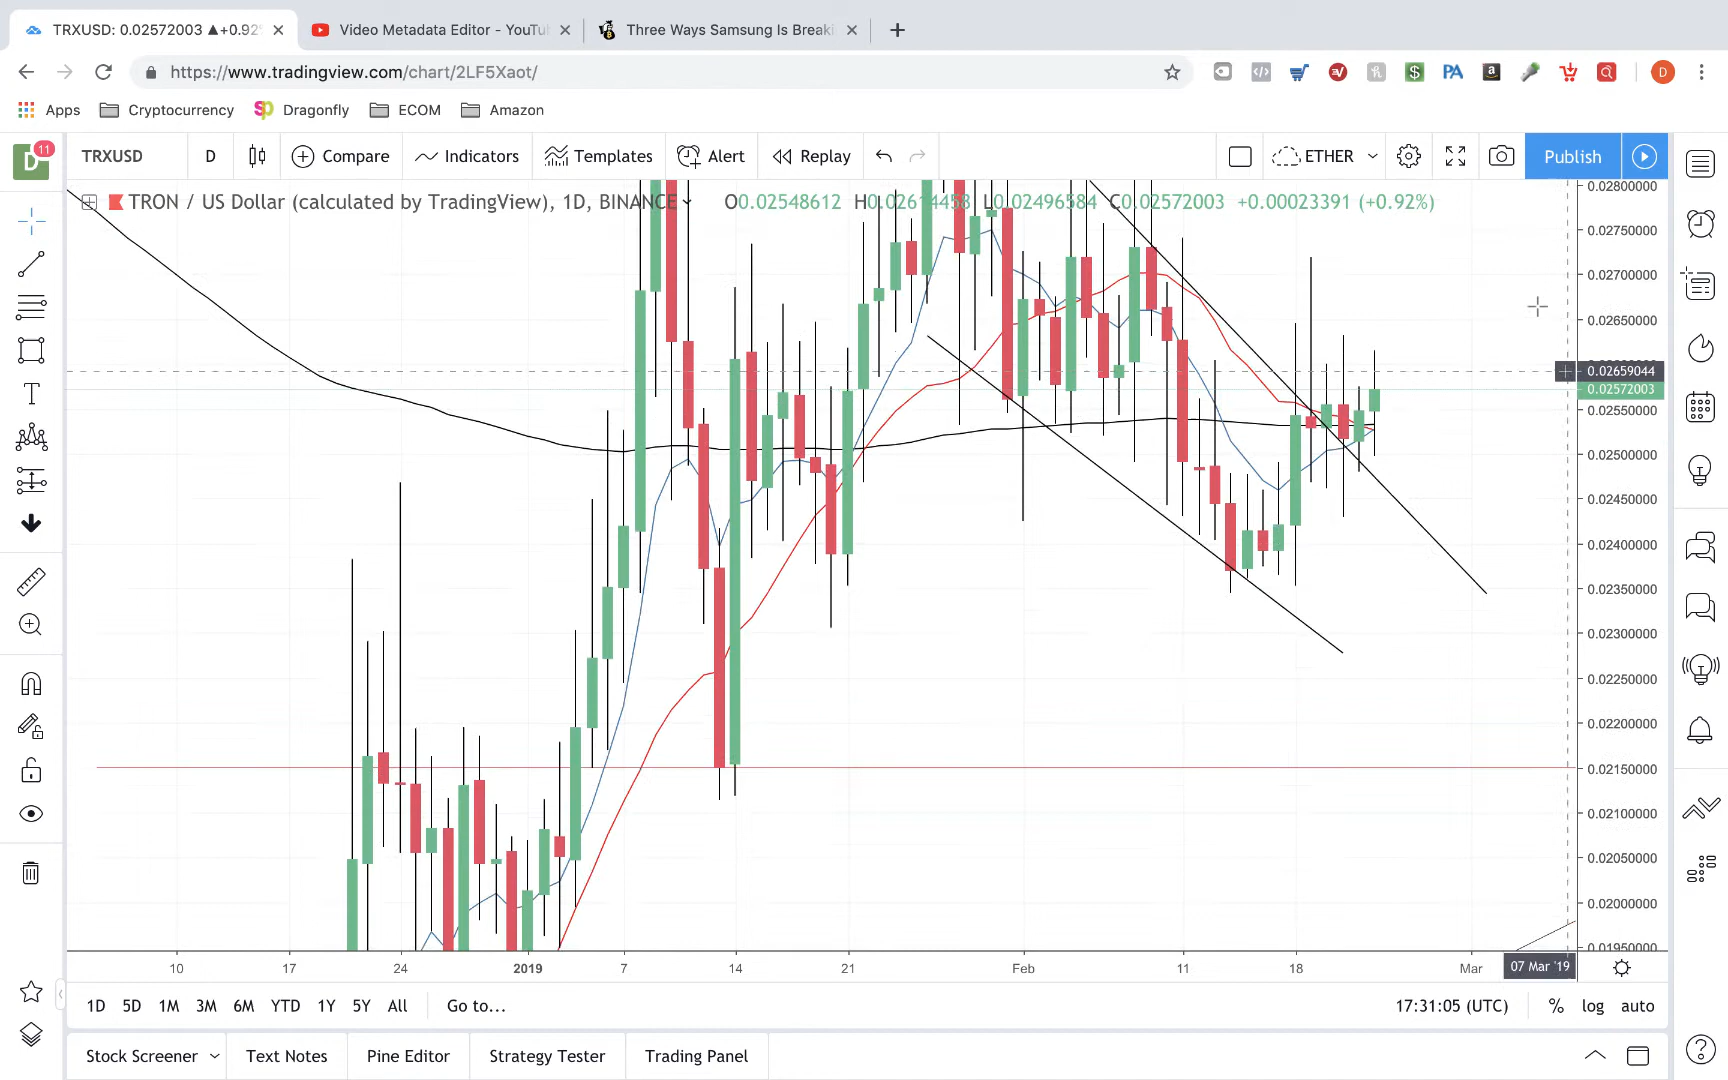 TRXUSD: 0.02572003 ▲+0.92
Video Metadata Editor - YouTu
Three Ways Samsung Is Breaki
https://www.tradingview.com/chart/2LF5Xaot/
PA
a
D
Apps
Cryptocurrency
Dragonfly
ECOM
Amazon
D
11
TRXUSD
D
Compare
Indicators
Templates
Alert
Replay
ETHER
Publish
TRON / US Dollar (calculated by TradingView), 1D, BINANCE
O0.02548612 H0.02614458 L0.02496584 C0.02572003 +0.00023391 (+0.92%)
0.02800000
0.02750000
0.02700000
0.02650000
0.02659044
0.02572003
0.02550000
0.02500000
0.02450000
0.02400000
0.02350000
0.02300000
0.02250000
0.02200000
0.02150000
0.02100000
0.02050000
0.02000000
0.01950000
10 17 24 2019 7 14 21 Feb 11 18 Mar 07 Mar '19
1D 5D 1M 3M 6M YTD 1Y 5Y All Go to...
17:31:05 (UTC) % log auto
Stock Screener
Text Notes
Pine Editor
Strategy Tester
Trading Panel